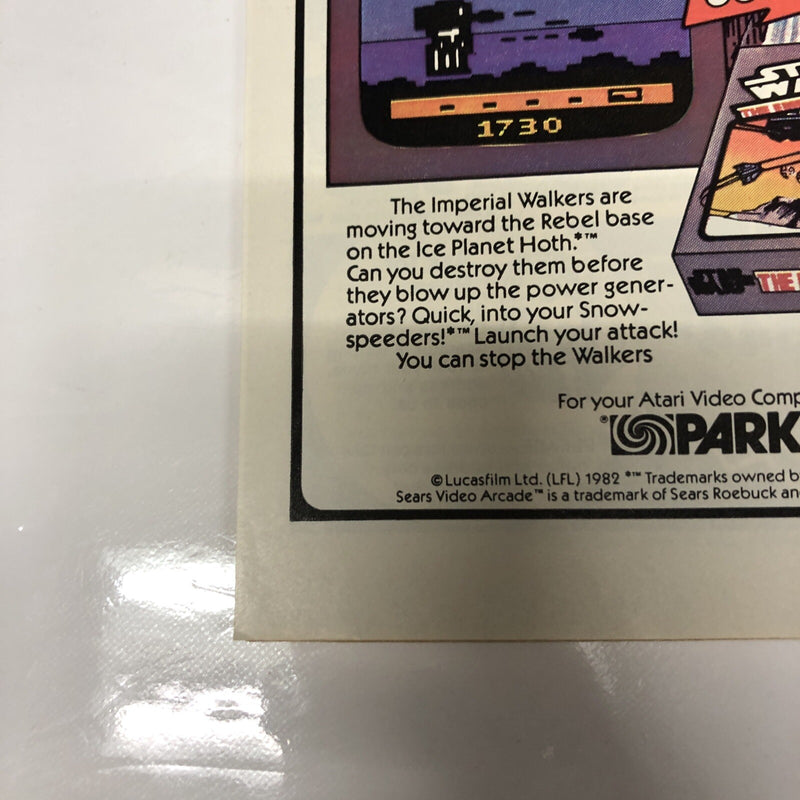 1730
STAR WARS
The Imperial Walkers are
moving toward the Rebel base
on the Ice Planet Hoth.*™
Can you destroy them before
they blow up the power gener-
ators? Quick, into your Snow-
speeders!*™ Launch your attack!
You can stop the Walkers
THE
For your Atari Video Comp
® PARK
© Lucasfilm Ltd. (LFL) 1982 *™ Trademarks owned b
Sears Video Arcade™ is a trademark of Sears Roebuck an